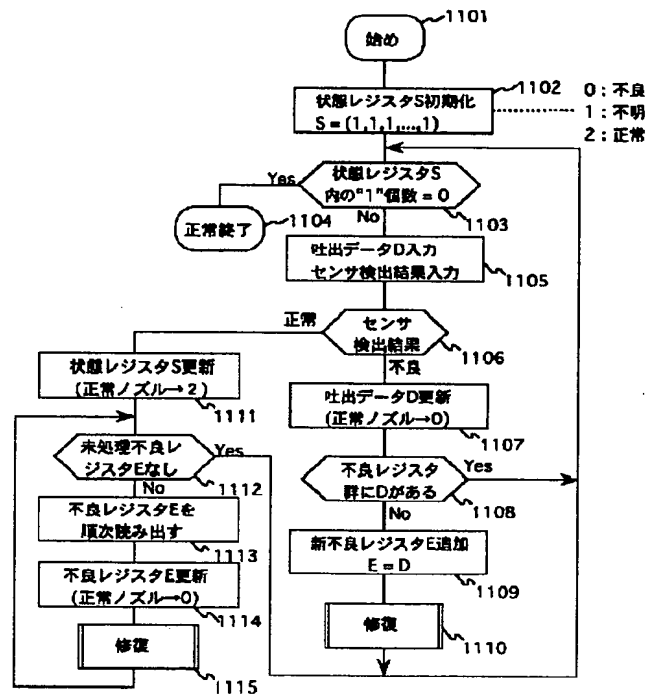 始め
1101
状態レジスタS初期化
S = (1,1,1,...,1)
1102
0:不良
1:不明
2:正常
状態レジスタS
内の"1"個数 = 0
Yes
No
1103
正常終了
1104
吐出データD入力
センサ検出結果入力
1105
センサ
検出結果
正常
不良
1106
状態レジスタS更新
(正常ノズル→2)
1111
吐出データD更新
(正常ノズル→0)
1107
未処理不良レ
ジスタEなし
Yes
No
1112
不良レジスタ
群にDがある
Yes
No
1108
不良レジスタEを
順次読み出す
1113
新不良レジスタE追加
E = D
1109
不良レジスタE更新
(正常ノズル→0)
1114
修復
1110
修復
1115